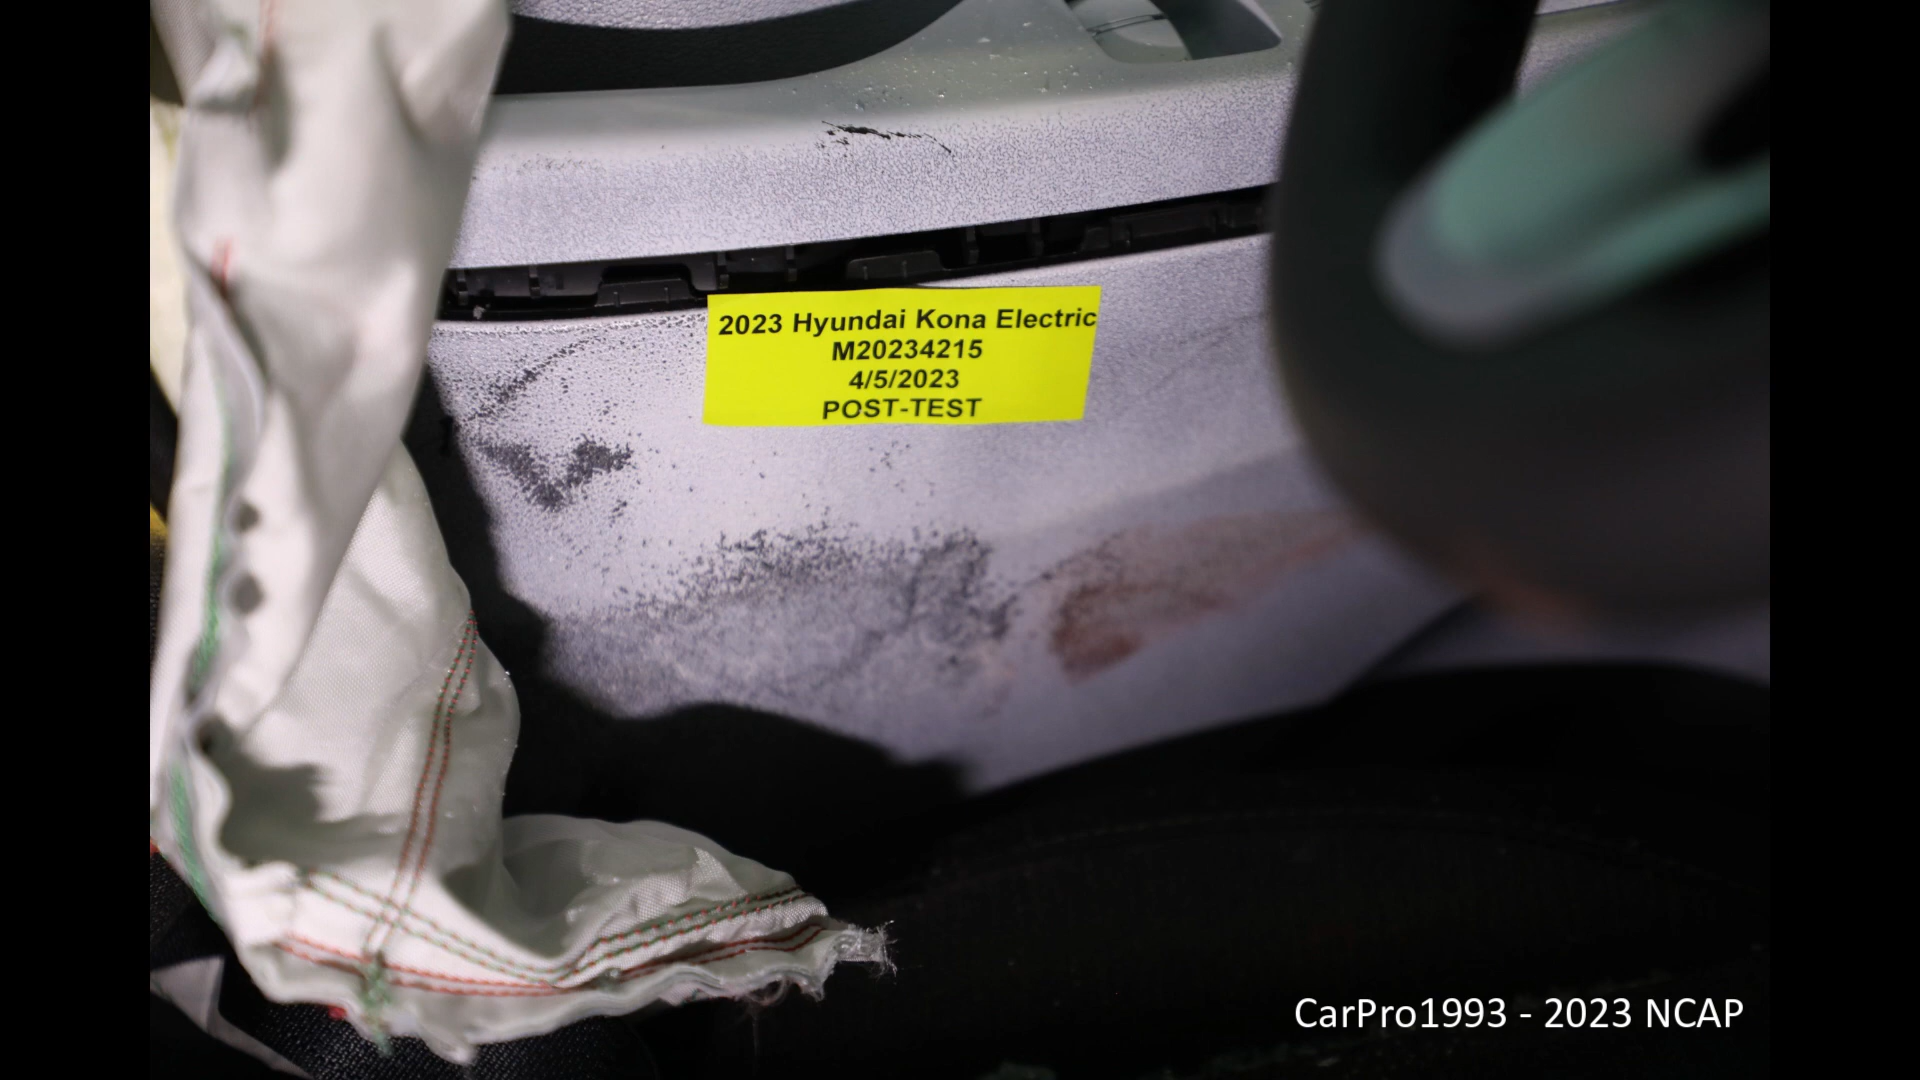 2023 Hyundai Kona Electric
M20234215
4/5/2023
POST-TEST
CarPro1993 - 2023 NCAP